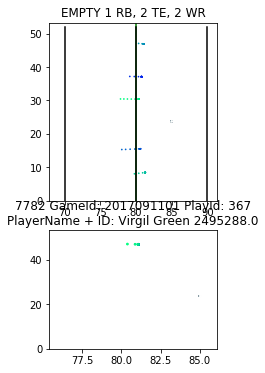 EMPTY 1 RB, 2 TE, 2 WR
50
40
30
20
10
0
70 75 80 85 90
7782 GameId: 2017091101 PlayId: 367
PlayerName + ID: Virgil Green 2495288.0
40
20
0
77.5 80.0 82.5 85.0